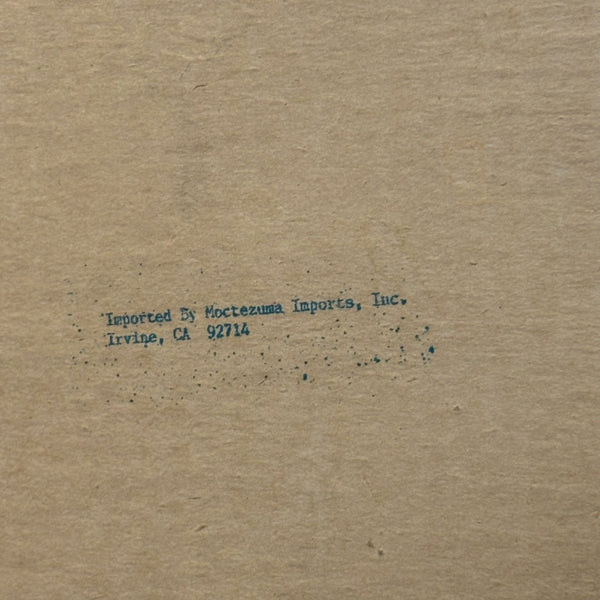 Imported By Moctezuma Imports, Inc.
Irvine, CA 92714